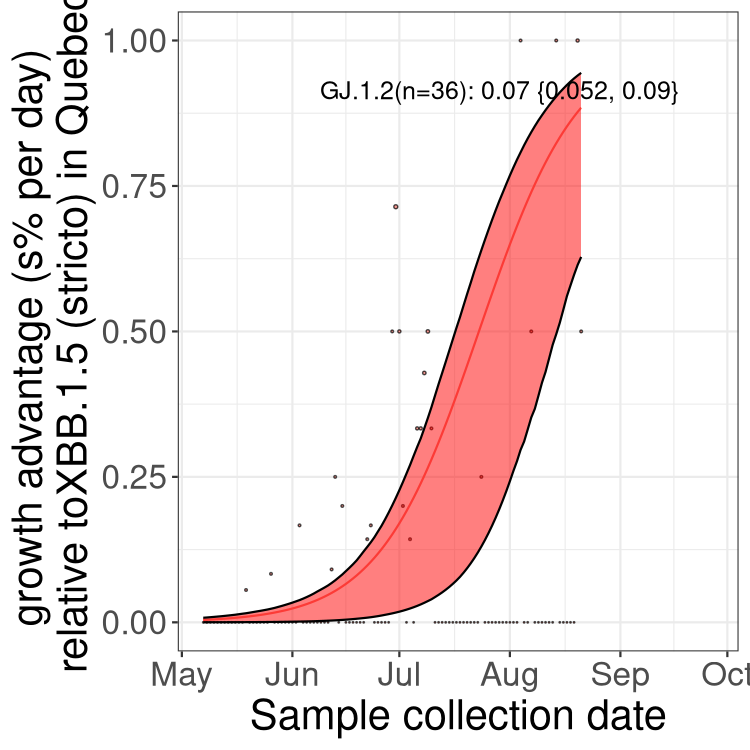 growth advantage (s% per day)
relative toXBB.1.5 (stricto) in Quebec
1.00
0.75
0.50
0.25
0.00
GJ.1.2(n=36): 0.07 {0.052, 0.09}
May Jun Jul Aug Sep Oct
Sample collection date